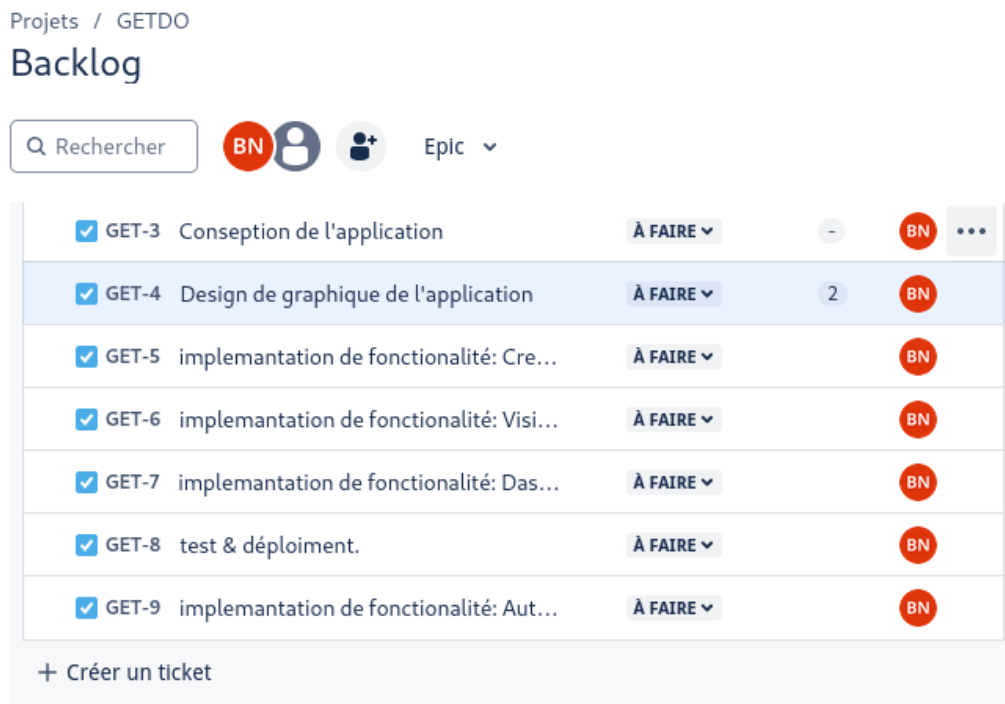 Projets / GETDO
Backlog
Rechercher BN Epic
GET-3 Conseption de l'application À FAIRE - BN
GET-4 Design de graphique de l'application À FAIRE 2 BN
GET-5 implemantation de fonctionalité: Cre... À FAIRE BN
GET-6 implemantation de fonctionalité: Visi... À FAIRE BN
GET-7 implemantation de fonctionalité: Das... À FAIRE BN
GET-8 test & déploiment. À FAIRE BN
GET-9 implemantation de fonctionalité: Aut... À FAIRE BN
+ Créer un ticket